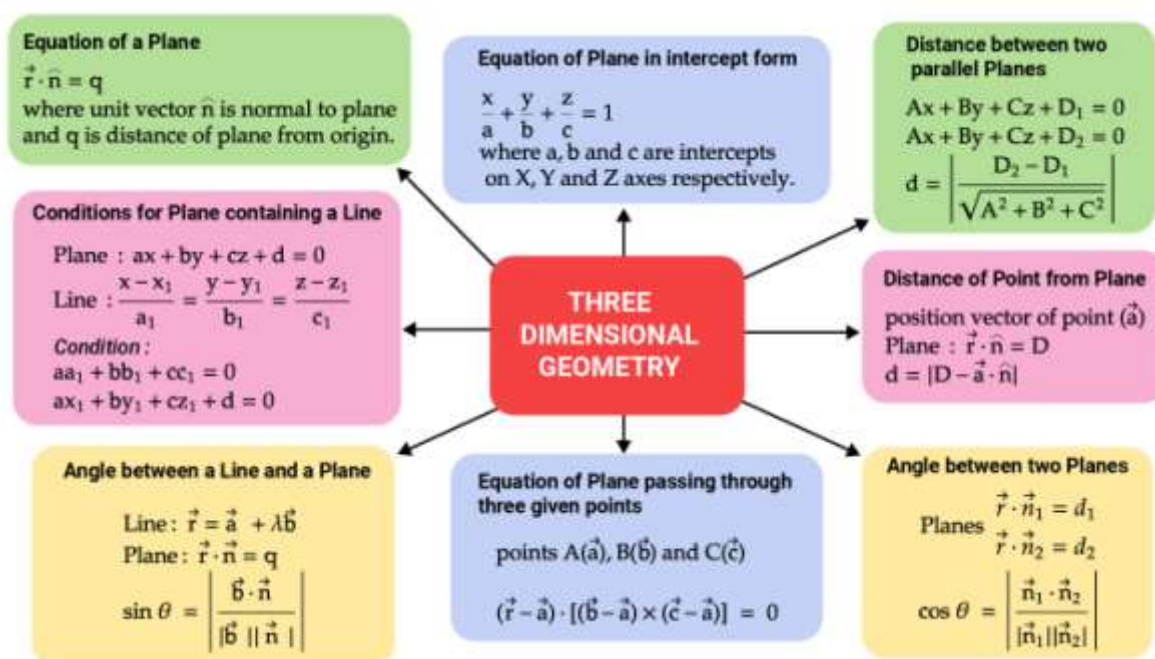 Equation of a Plane
r⃗ · n̂ = q
where unit vector n̂ is normal to plane
and q is distance of plane from origin.
Equation of Plane in intercept form
x/a + y/b + z/c = 1
where a, b and c are intercepts
on X, Y and Z axes respectively.
Distance between two
parallel Planes
Ax + By + Cz + D₁ = 0
Ax + By + Cz + D₂ = 0
d = |(D₂ − D₁)/√(A² + B² + C²)|
Conditions for Plane containing a Line
Plane : ax + by + cz + d = 0
Line : (x − x₁)/a₁ = (y − y₁)/b₁ = (z − z₁)/c₁
Condition :
aa₁ + bb₁ + cc₁ = 0
ax₁ + by₁ + cz₁ + d = 0
THREE
DIMENSIONAL
GEOMETRY
Distance of Point from Plane
position vector of point (a⃗)
Plane : r⃗ · n̂ = D
d = |D − a⃗ · n̂|
Angle between a Line and a Plane
Line : r⃗ = a⃗ + λb⃗
Plane : r⃗ · n⃗ = q
sin θ = |(b⃗ · n⃗)/(|b⃗| |n⃗|)|
Equation of Plane passing through
three given points
points A(a⃗), B(b⃗) and C(c⃗)
(r⃗ − a⃗) · [(b⃗ − a⃗) × (c⃗ − a⃗)] = 0
Angle between two Planes
Planes r⃗ · n⃗₁ = d₁
r⃗ · n⃗₂ = d₂
cos θ = |(n⃗₁ · n⃗₂)/(|n⃗₁||n⃗₂|)|